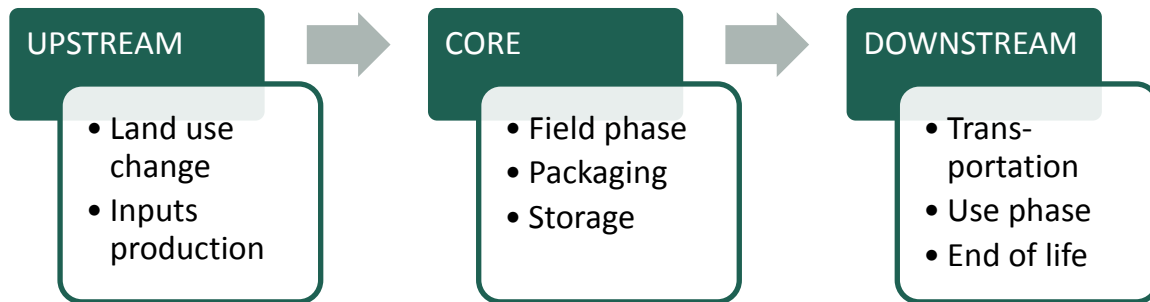 UPSTREAM
• Land use
change
• Inputs
production
CORE
• Field phase
• Packaging
• Storage
DOWNSTREAM
• Trans-
portation
• Use phase
• End of life